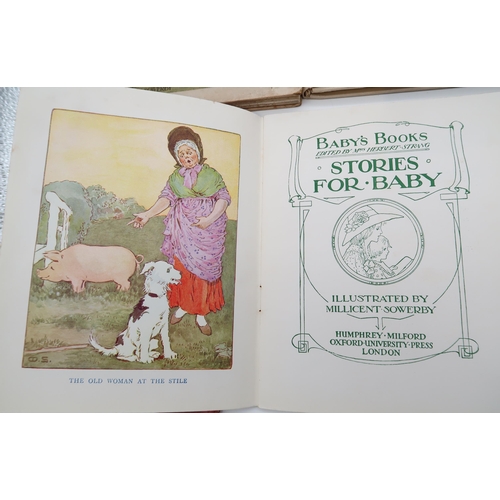 THE OLD WOMAN AT THE STILE
BABY'S BOOKS
EDITED BY MRS HERBERT STRANG
STORIES
FOR · BABY
ILLUSTRATED BY
MILLICENT SOWERBY
HUMPHREY · MILFORD
OXFORD · UNIVERSITY · PRESS
LONDON